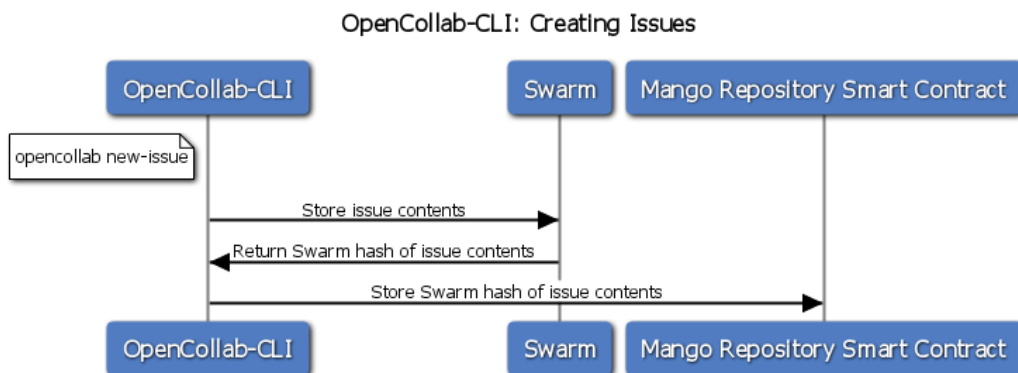 OpenCollab-CLI: Creating Issues
OpenCollab-CLI
Swarm
Mango Repository Smart Contract
opencollab new-issue
Store issue contents
Return Swarm hash of issue contents
Store Swarm hash of issue contents
OpenCollab-CLI
Swarm
Mango Repository Smart Contract